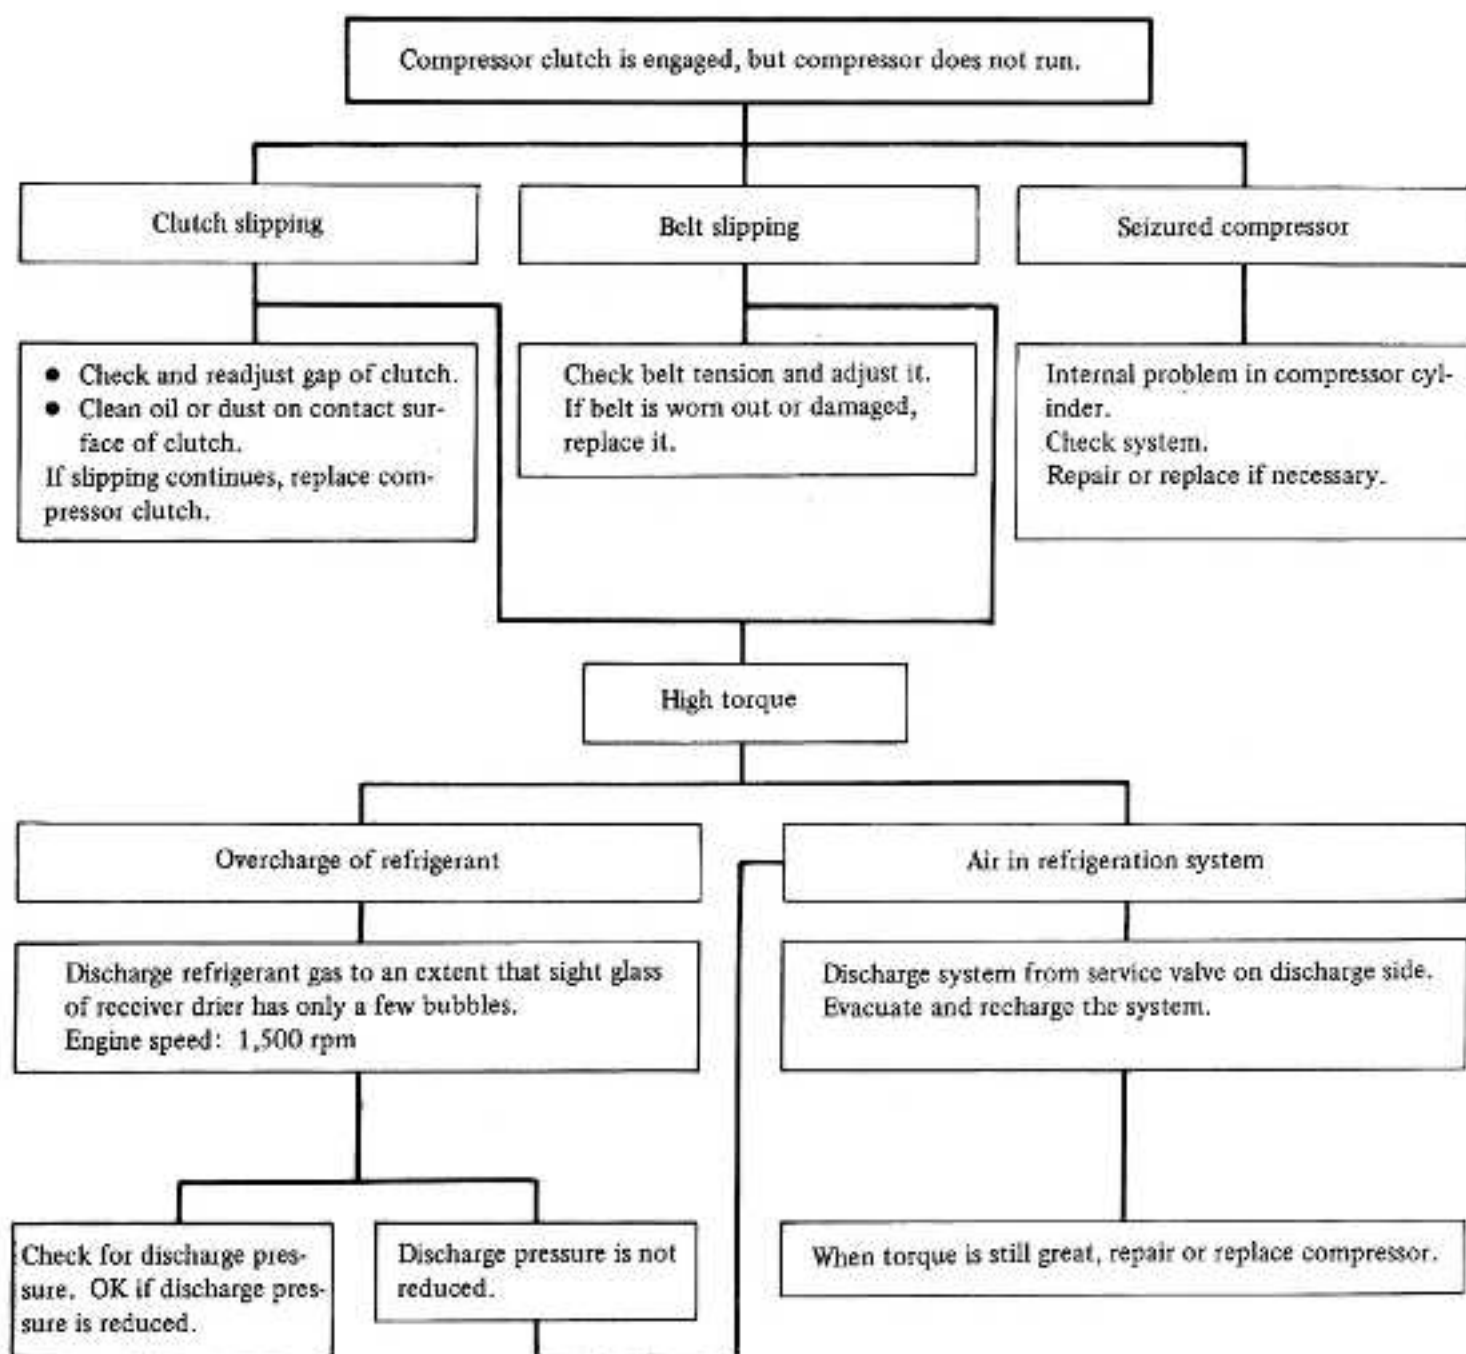 Compressor clutch is engaged, but compressor does not run.
Clutch slipping
Belt slipping
Seizured compressor
● Check and readjust gap of clutch.
● Clean oil or dust on contact sur-
face of clutch.
If slipping continues, replace com-
pressor clutch.
Check belt tension and adjust it.
If belt is worn out or damaged,
replace it.
Internal problem in compressor cyl-
inder.
Check system.
Repair or replace if necessary.
High torque
Overcharge of refrigerant
Air in refrigeration system
Discharge refrigerant gas to an extent that sight glass
of receiver drier has only a few bubbles.
Engine speed: 1,500 rpm
Discharge system from service valve on discharge side.
Evacuate and recharge the system.
Check for discharge pres-
sure. OK if discharge pres-
sure is reduced.
Discharge pressure is not
reduced.
When torque is still great, repair or replace compressor.